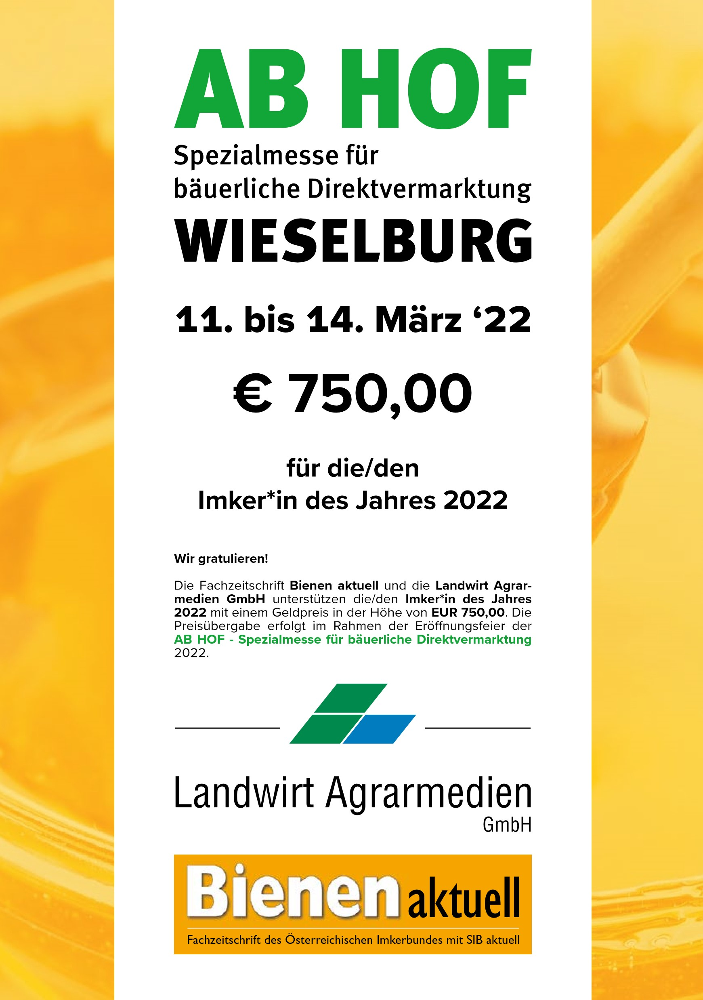 AB HOF
Spezialmesse für
bäuerliche Direktvermarktung
WIESELBURG
11. bis 14. März ‘22
€ 750,00
für die/den
Imker*in des Jahres 2022
Wir gratulieren!
Die Fachzeitschrift Bienen aktuell und die Landwirt Agrar-
medien GmbH unterstützen die/den Imker*in des Jahres
2022 mit einem Geldpreis in der Höhe von EUR 750,00. Die
Preisübergabe erfolgt im Rahmen der Eröffnungsfeier der
AB HOF - Spezialmesse für bäuerliche Direktvermarktung
2022.
Landwirt Agrarmedien
GmbH
Bienen aktuell
Fachzeitschrift des Österreichischen Imkerbundes mit SIB aktuell